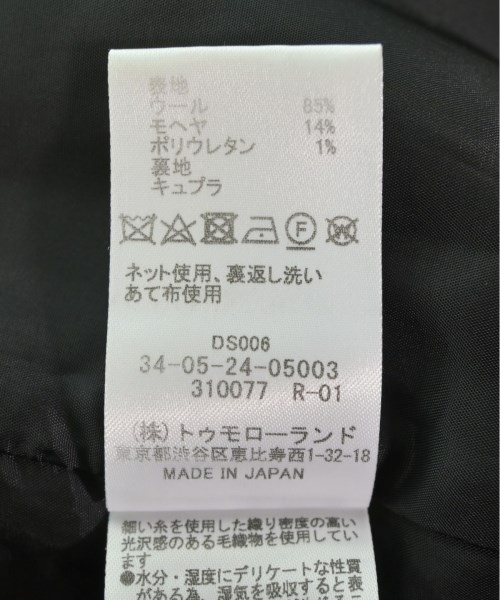 表地
ウール 85%
モヘヤ 14%
ポリウレタン 1%
裏地
キュプラ
F
W
ネット使用、裏返し洗い
あて布使用
DS006
34-05-24-05003
310077 R-01
(株)トゥモローランド
東京都渋谷区恵比寿西1-32-18
MADE IN JAPAN
細い糸を使用した織り密度の高い
光沢感のある毛織物を使用してい
ます
●水分・湿度にデリケートな性質
がある為、湿気を吸収すると表